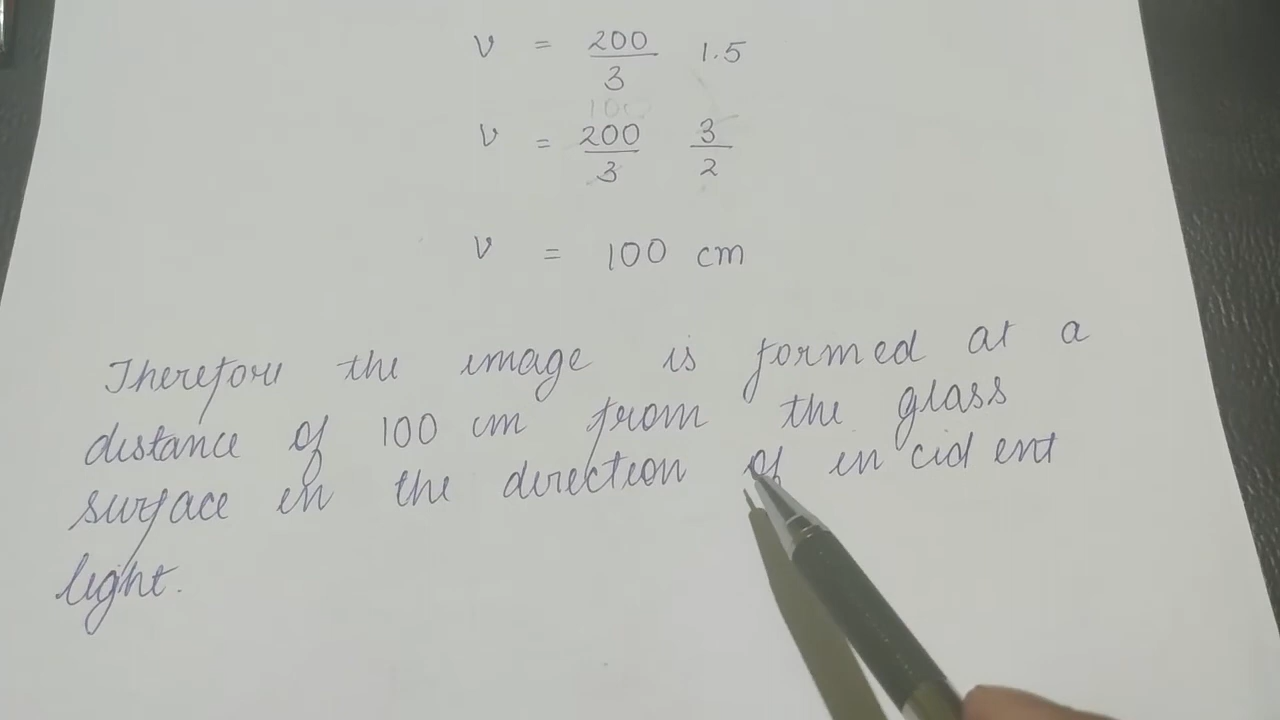 ν = 200/3 1.5
100
ν = 200/3 3/2
ν = 100 cm
Therefore the image is formed at a
distance of 100 cm from the glass
surface in the direction of incident
light.